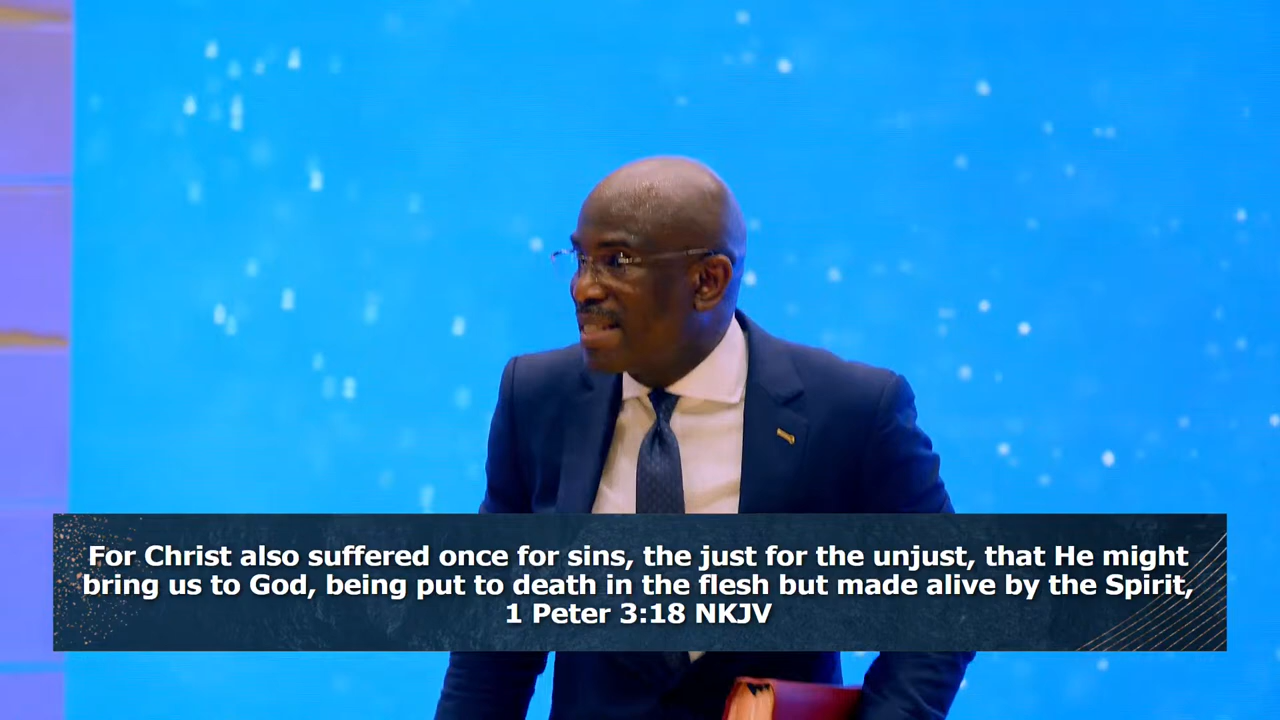 For Christ also suffered once for sins, the just for the unjust, that He might
bring us to God, being put to death in the flesh but made alive by the Spirit,
1 Peter 3:18 NKJV